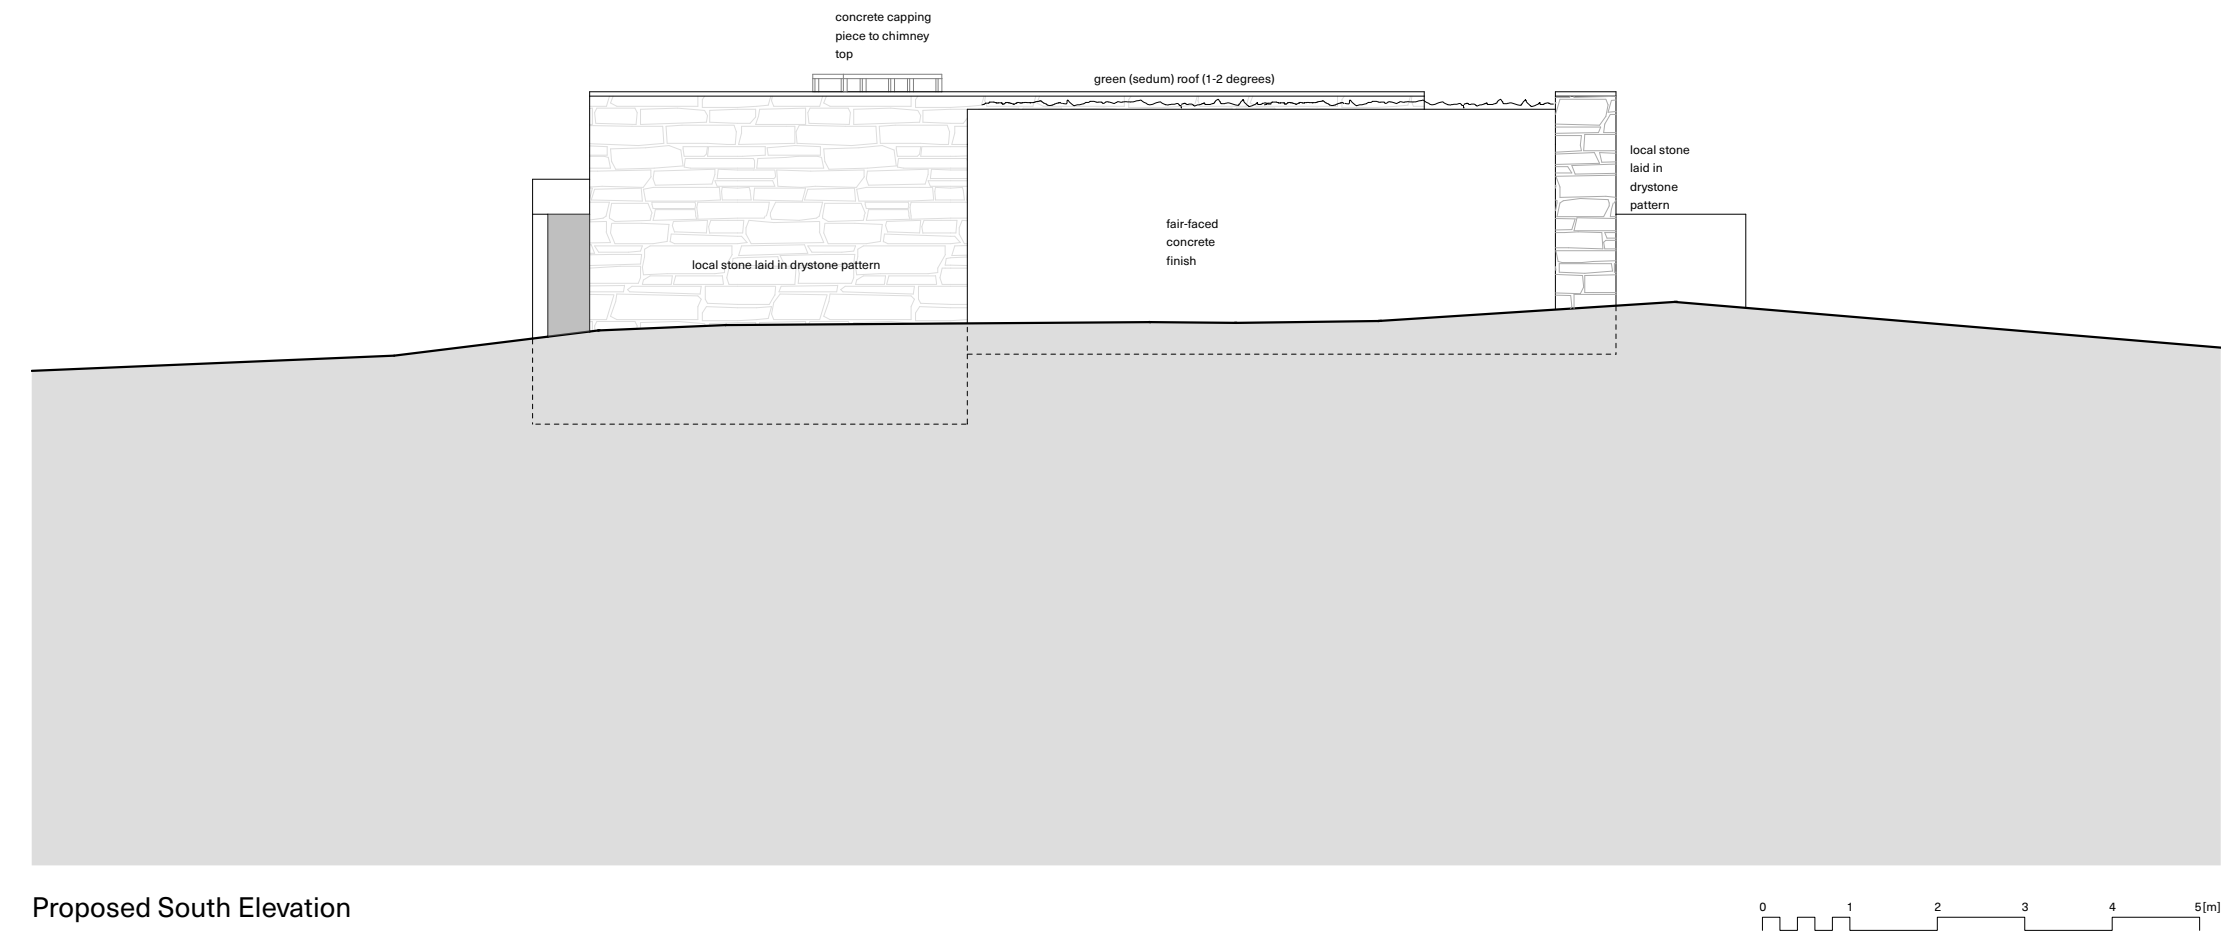 concrete capping
piece to chimney
top
green (sedum) roof (1-2 degrees)
local stone
laid in
drystone
pattern
fair-faced
concrete
finish
local stone laid in drystone pattern
Proposed South Elevation
0 1 2 3 4 5[m]